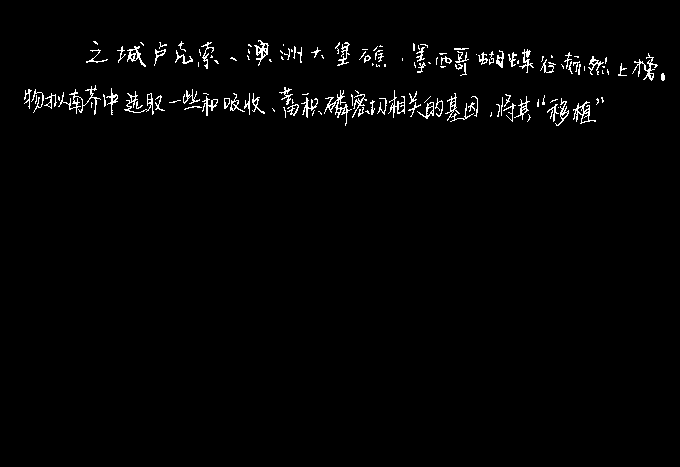 之城卢克索、澳洲大堡礁、墨西哥蝴蝶谷赫然上榜。
物拟南芥中选取一些和吸收、蓄积磷密切相关的基因,将其“移植”